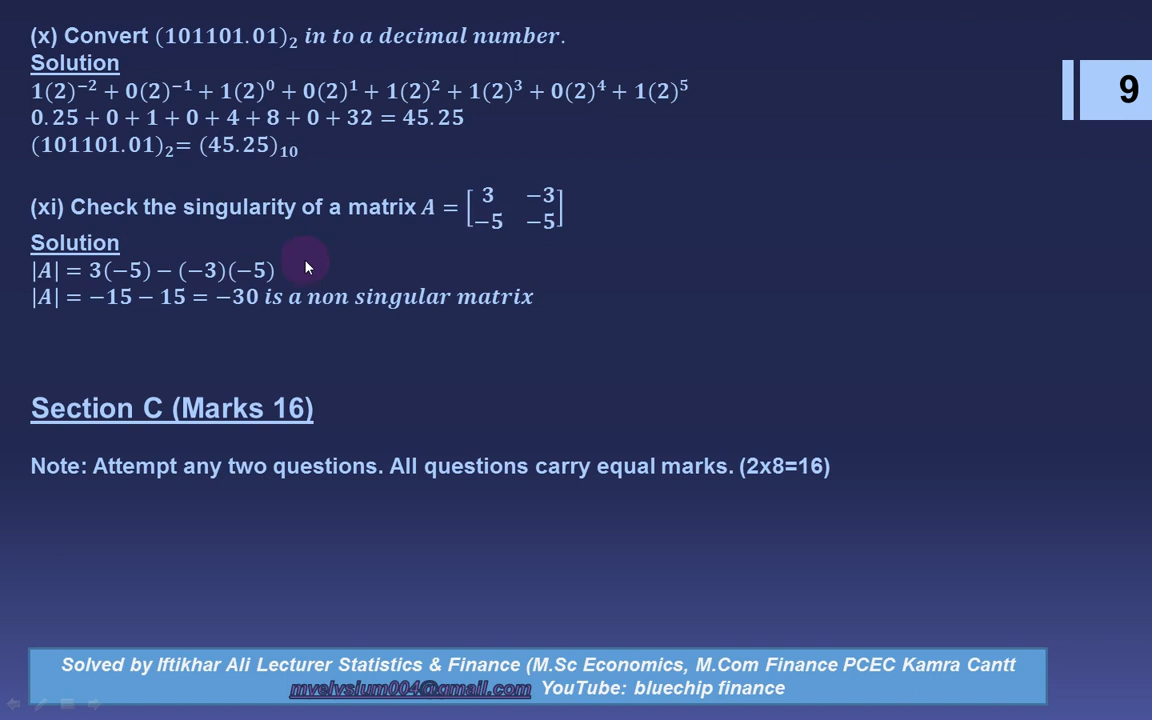 (x) Convert (101101.01)₂ in to a decimal number.
Solution
1(2)⁻² + 0(2)⁻¹ + 1(2)⁰ + 0(2)¹ + 1(2)² + 1(2)³ + 0(2)⁴ + 1(2)⁵
9
0.25 + 0 + 1 + 0 + 4 + 8 + 0 + 32 = 45.25
(101101.01)₂= (45.25)₁₀
(xi) Check the singularity of a matrix A = [3 −3
−5 −5]
Solution
|A| = 3(−5) − (−3)(−5)
|A| = −15 − 15 = −30 is a non singular matrix
Section C (Marks 16)
Note: Attempt any two questions. All questions carry equal marks. (2x8=16)
Solved by Iftikhar Ali Lecturer Statistics & Finance (M.Sc Economics, M.Com Finance PCEC Kamra Cantt
myelysium004@gmail.com YouTube: bluechip finance